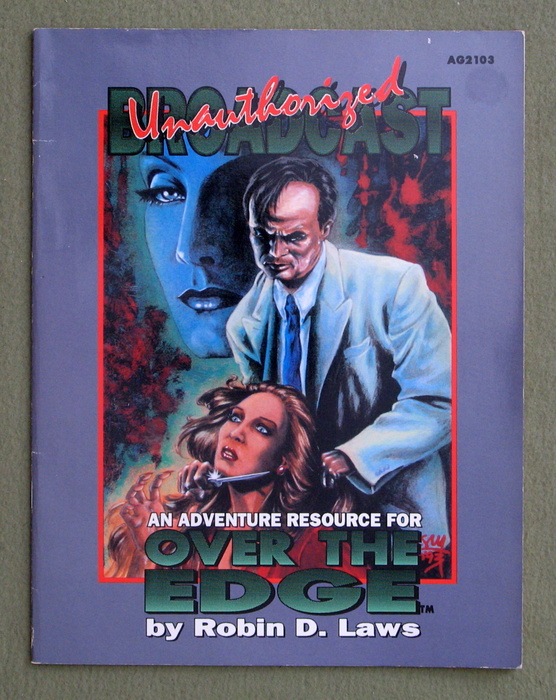 AG2103
Unauthorized
BROADCAST
AN ADVENTURE RESOURCE FOR
OVER THE
EDGE™
by Robin D. Laws